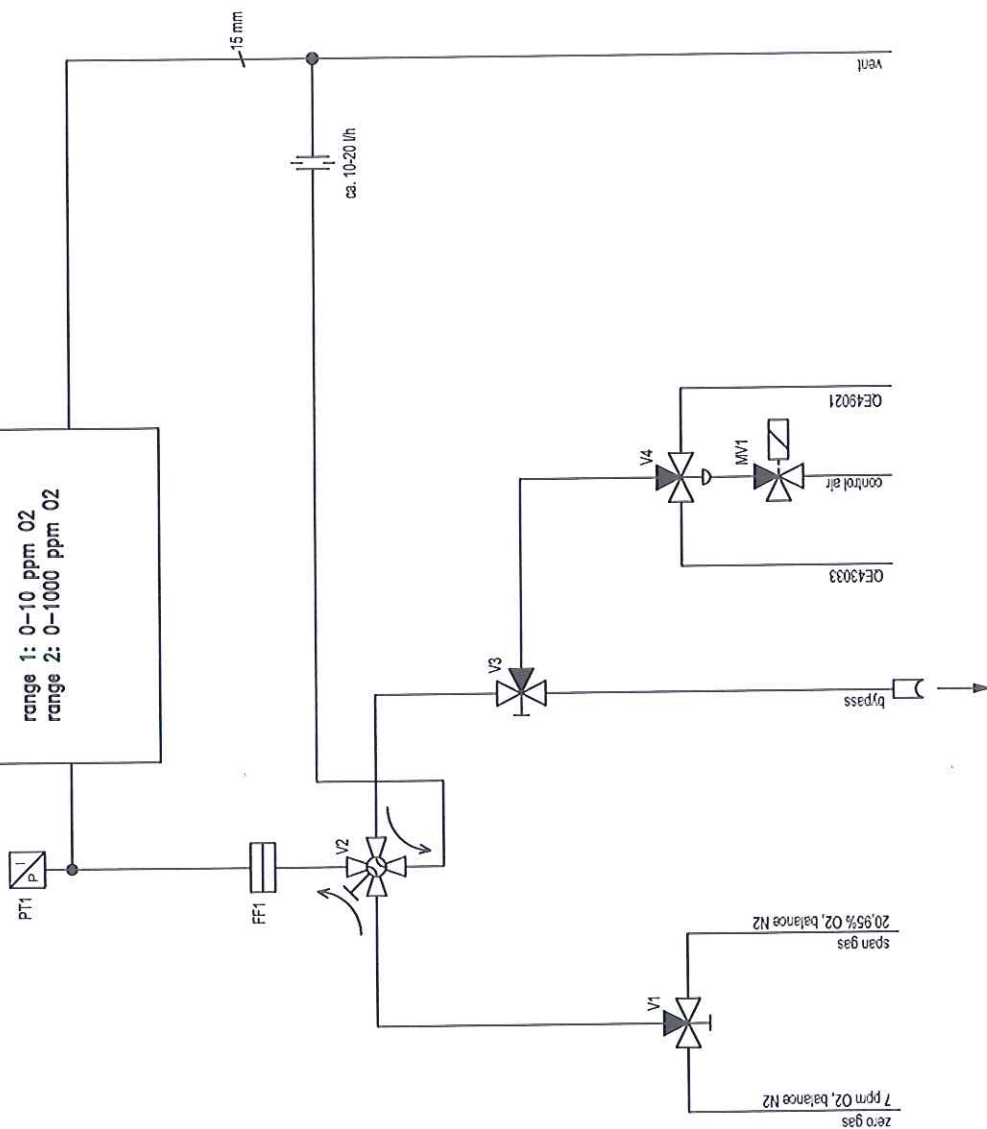 range 1: 0-10 ppm O2
range 2: 0-1000 ppm O2
15 mm
ca. 10-20 l/h
PT1
P
I
FF1
V2
V3
V4
MV1
V1
vent
QE49021
control air
QE43033
bypass
20,95% O2, balance N2
span gas
7 ppm O2, balance N2
zero gas